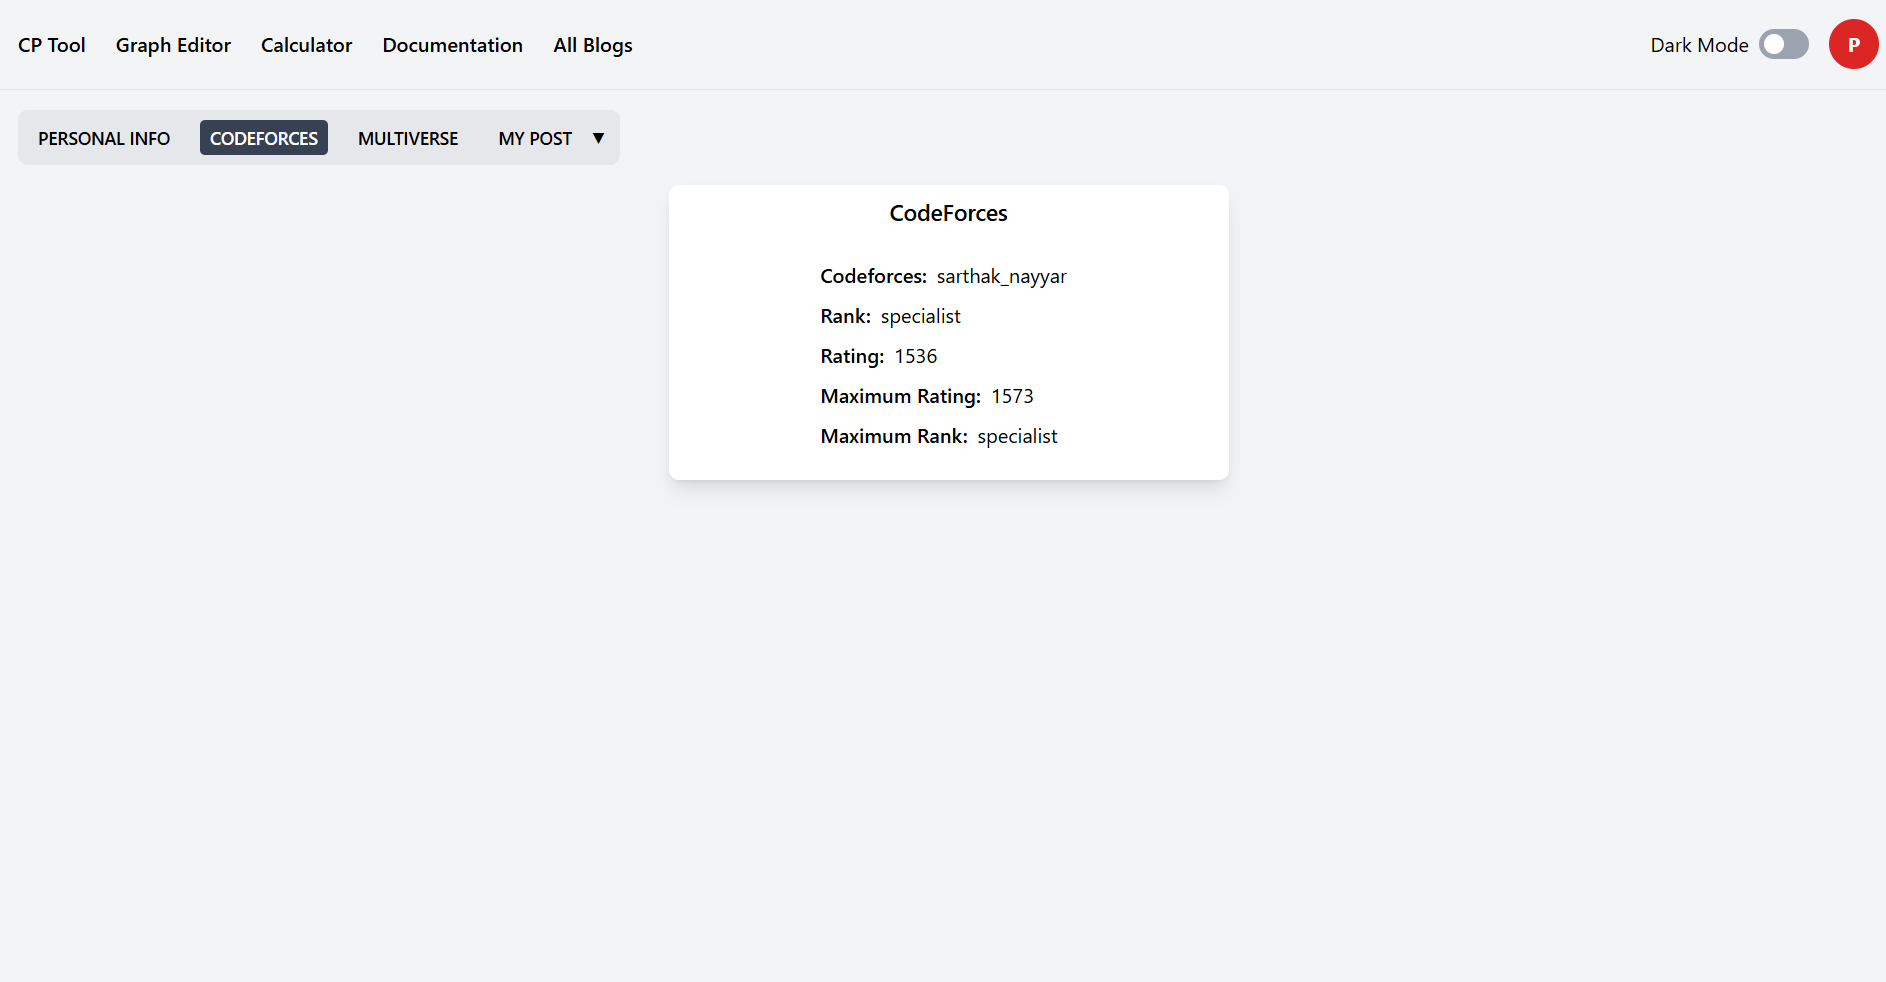 CP Tool Graph Editor Calculator Documentation All Blogs Dark Mode P
PERSONAL INFO CODEFORCES MULTIVERSE MY POST ▼
CodeForces
Codeforces: sarthak_nayyar
Rank: specialist
Rating: 1536
Maximum Rating: 1573
Maximum Rank: specialist